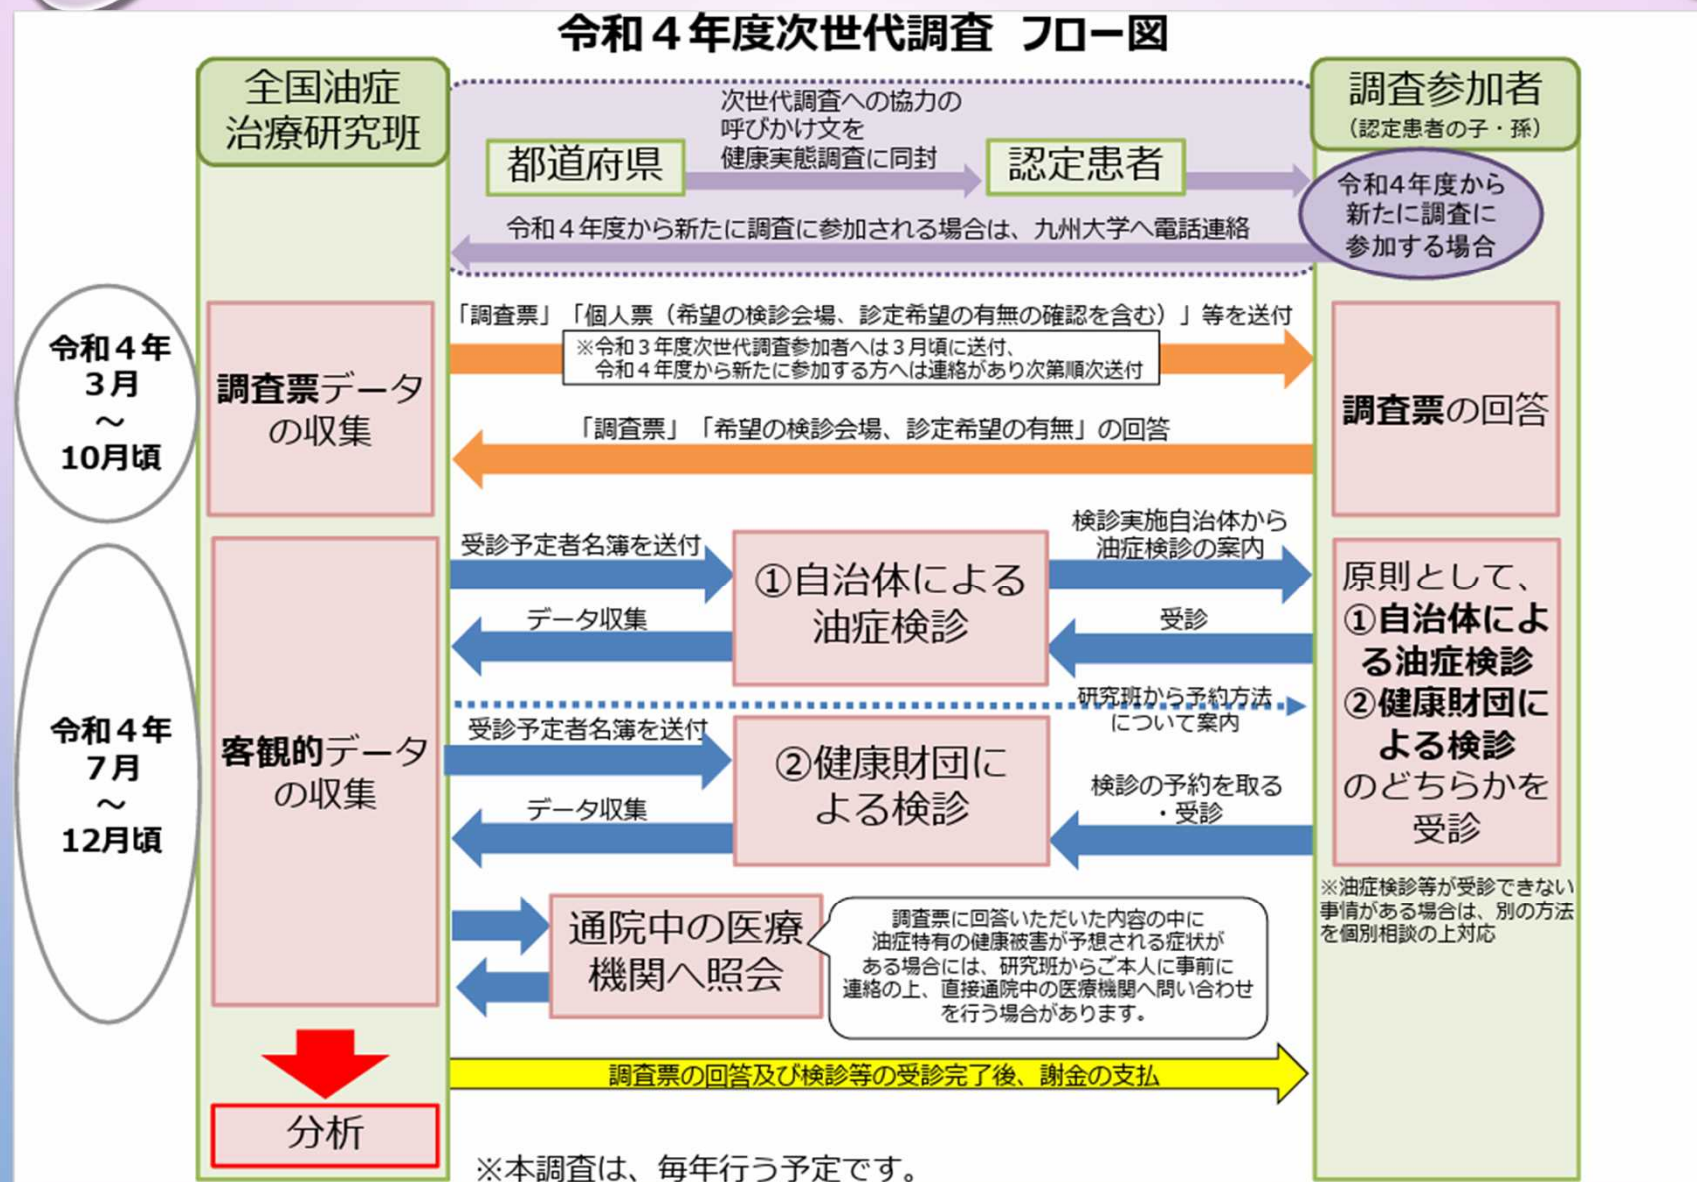 令和４年度次世代調査 フロー図
全国油症
治療研究班
調査参加者
（認定患者の子・孫）
次世代調査への協力の
呼びかけ文を
健康実態調査に同封
都道府県
認定患者
令和4年度から
新たに調査に
参加する場合
令和４年度から新たに調査に参加される場合は、九州大学へ電話連絡
令和４年
３月
～
10月頃
調査票データ
の収集
「調査票」「個人票（希望の検診会場、診定希望の有無の確認を含む）」等を送付
※令和３年度次世代調査参加者へは３月頃に送付、
令和４年度から新たに参加する方へは連絡があり次第順次送付
「調査票」「希望の検診会場、診定希望の有無」の回答
調査票の回答
令和４年
７月
～
12月頃
客観的データ
の収集
受診予定者名簿を送付
データ収集
①自治体による
油症検診
検診実施自治体から
油症検診の案内
受診
研究班から予約方法
について案内
受診予定者名簿を送付
データ収集
②健康財団に
よる検診
検診の予約を取る
・受診
原則として、
①自治体によ
る油症検診
②健康財団に
よる検診
のどちらかを
受診
※油症検診等が受診できない
事情がある場合は、別の方法
を個別相談の上対応
通院中の医療
機関へ照会
調査票に回答いただいた内容の中に
油症特有の健康被害が予想される症状が
ある場合には、研究班からご本人に事前に
連絡の上、直接通院中の医療機関へ問い合わせ
を行う場合があります。
調査票の回答及び検診等の受診完了後、謝金の支払
分析
※本調査は、毎年行う予定です。